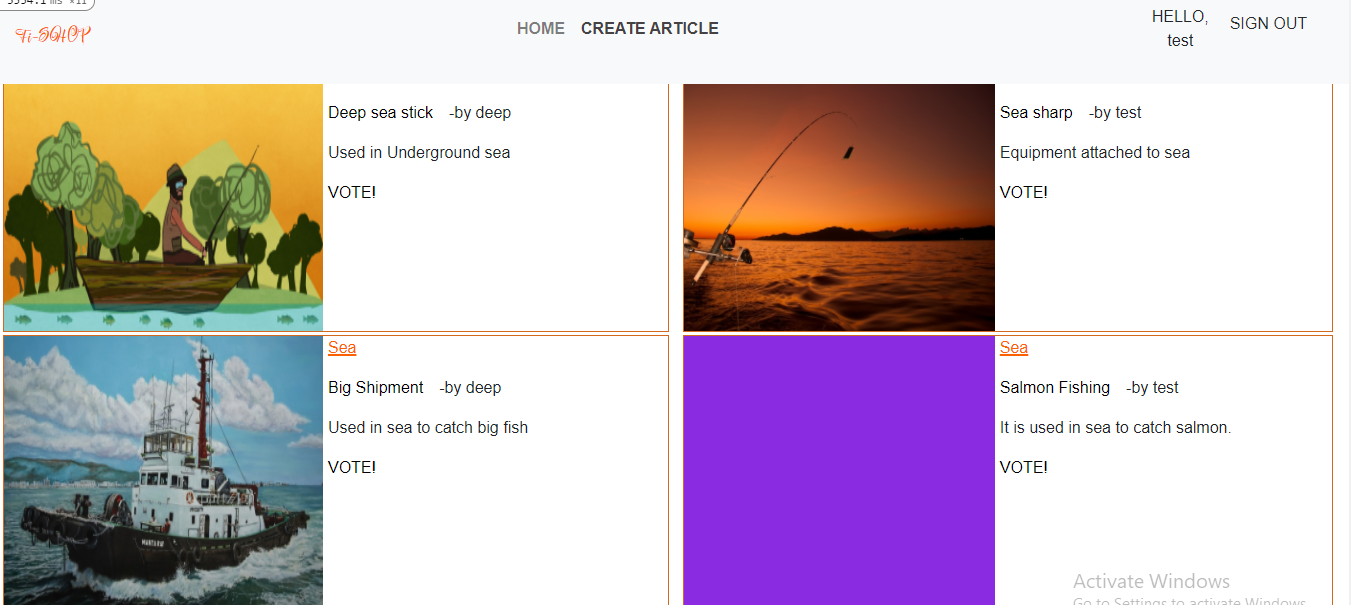 Fi-SHOP
HOME CREATE ARTICLE
HELLO,
test
SIGN OUT
Deep sea stick -by deep
Used in Underground sea
VOTE!
Sea sharp -by test
Equipment attached to sea
VOTE!
Sea
Big Shipment -by deep
Used in sea to catch big fish
VOTE!
Sea
Salmon Fishing -by test
It is used in sea to catch salmon.
VOTE!
Activate Windows
Go to Settings to activate Windows.